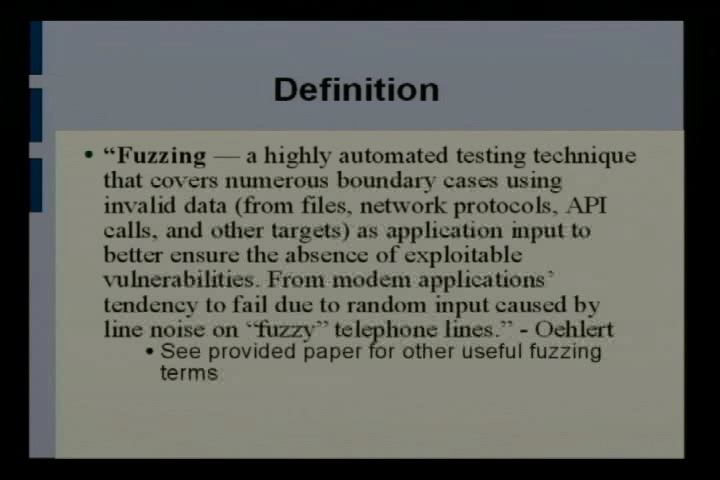 Definition
• “Fuzzing — a highly automated testing technique
that covers numerous boundary cases using
invalid data (from files, network protocols, API
calls, and other targets) as application input to
better ensure the absence of exploitable
vulnerabilities. From modem applications’
tendency to fail due to random input caused by
line noise on “fuzzy” telephone lines.” - Oehlert
• See provided paper for other useful fuzzing
terms